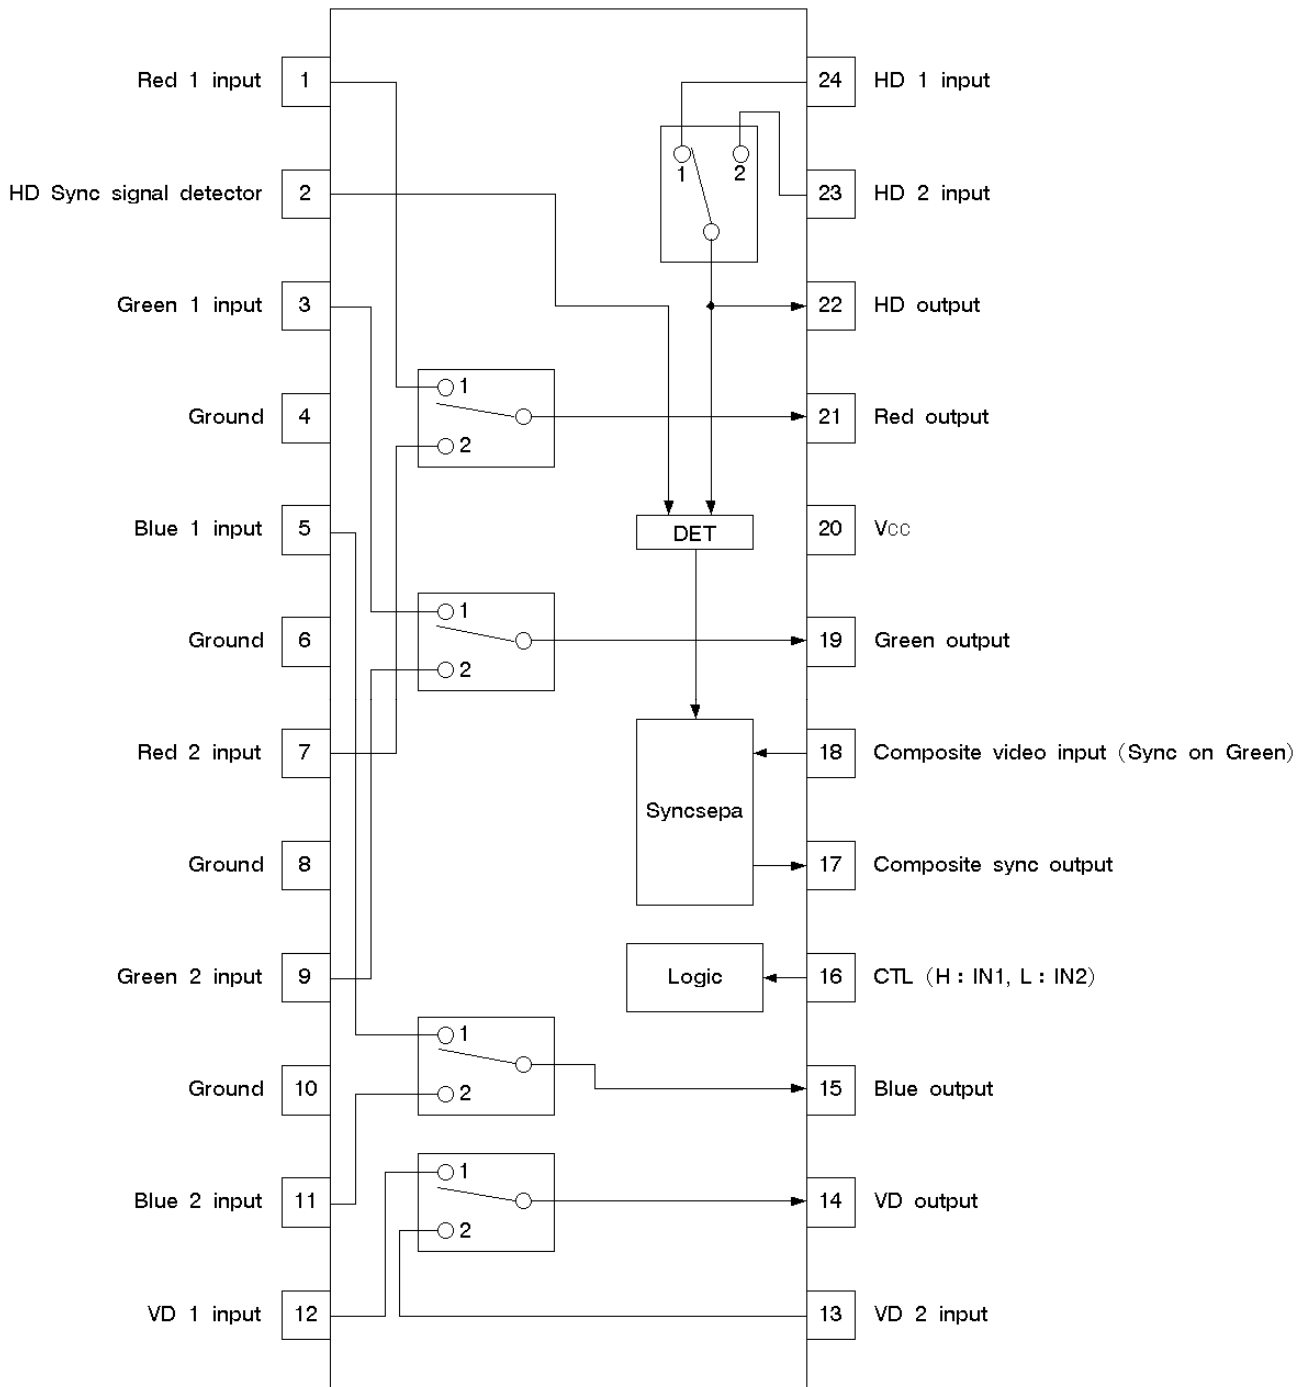 Red 1 input 1
24 HD 1 input
1 2
HD Sync signal detector 2
23 HD 2 input
Green 1 input 3
22 HD output
1
Ground 4
21 Red output
2
Blue 1 input 5
DET
20 Vcc
1
Ground 6
19 Green output
2
Red 2 input 7
18 Composite video input (Sync on Green)
Syncsepa
Ground 8
17 Composite sync output
Green 2 input 9
Logic
16 CTL (H : IN1, L : IN2)
1
Ground 10
15 Blue output
2
1
Blue 2 input 11
14 VD output
2
VD 1 input 12
13 VD 2 input